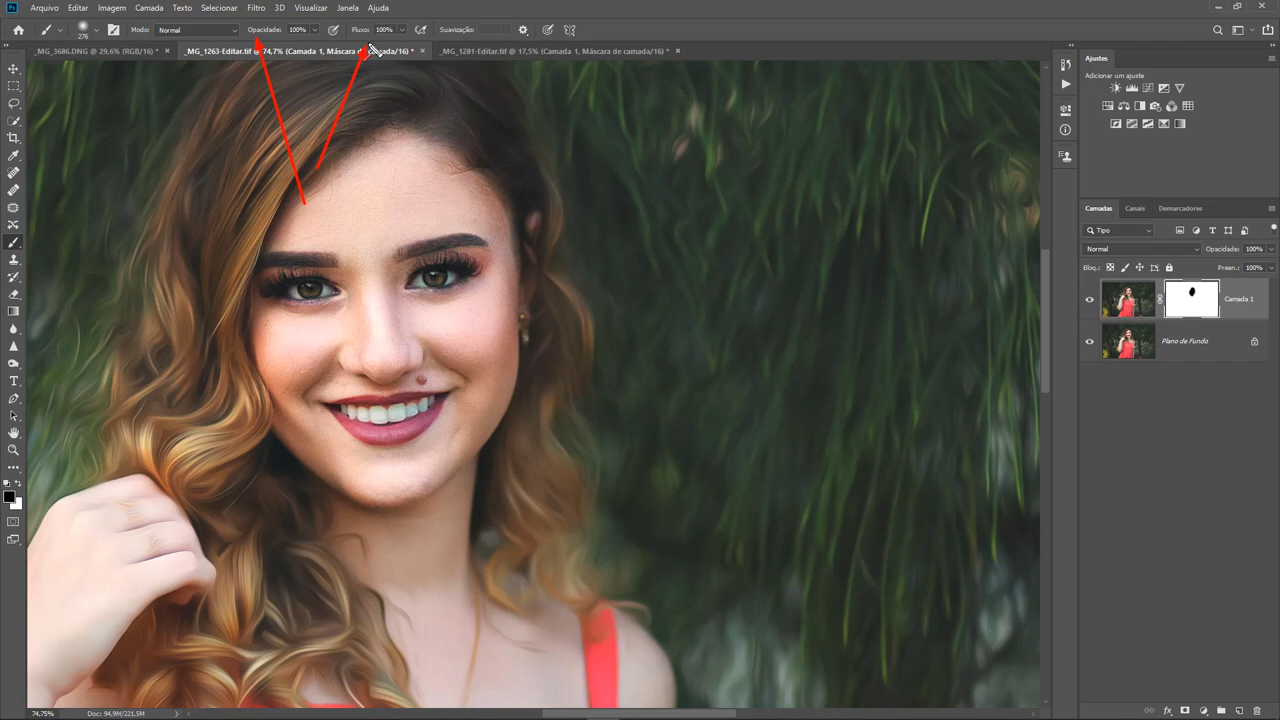 Ps Arquivo Editar Imagem Camada Texto Selecionar Filtro 3D Visualizar Janela Ajuda
276 Modo: Normal Opacidade: 100% Fluxo: 100% Suavização:
_MG_3686.DNG @ 29,6% (RGB/16) * × _MG_1263-Editar.tif @ 74,7% (Camada 1, Máscara de camada/16) * × _MG_1281-Editar.tif @ 17,5% (Camada 1, Máscara de camada/16) * ×
Ajustes
Adicionar um ajuste
Camadas Canais Demarcadores
Tipo
Normal Opacidade: 100%
Bloq.: Preen.: 100%
Camada 1
Plano de Fundo
74,75% Doc: 94,9M/221,5M